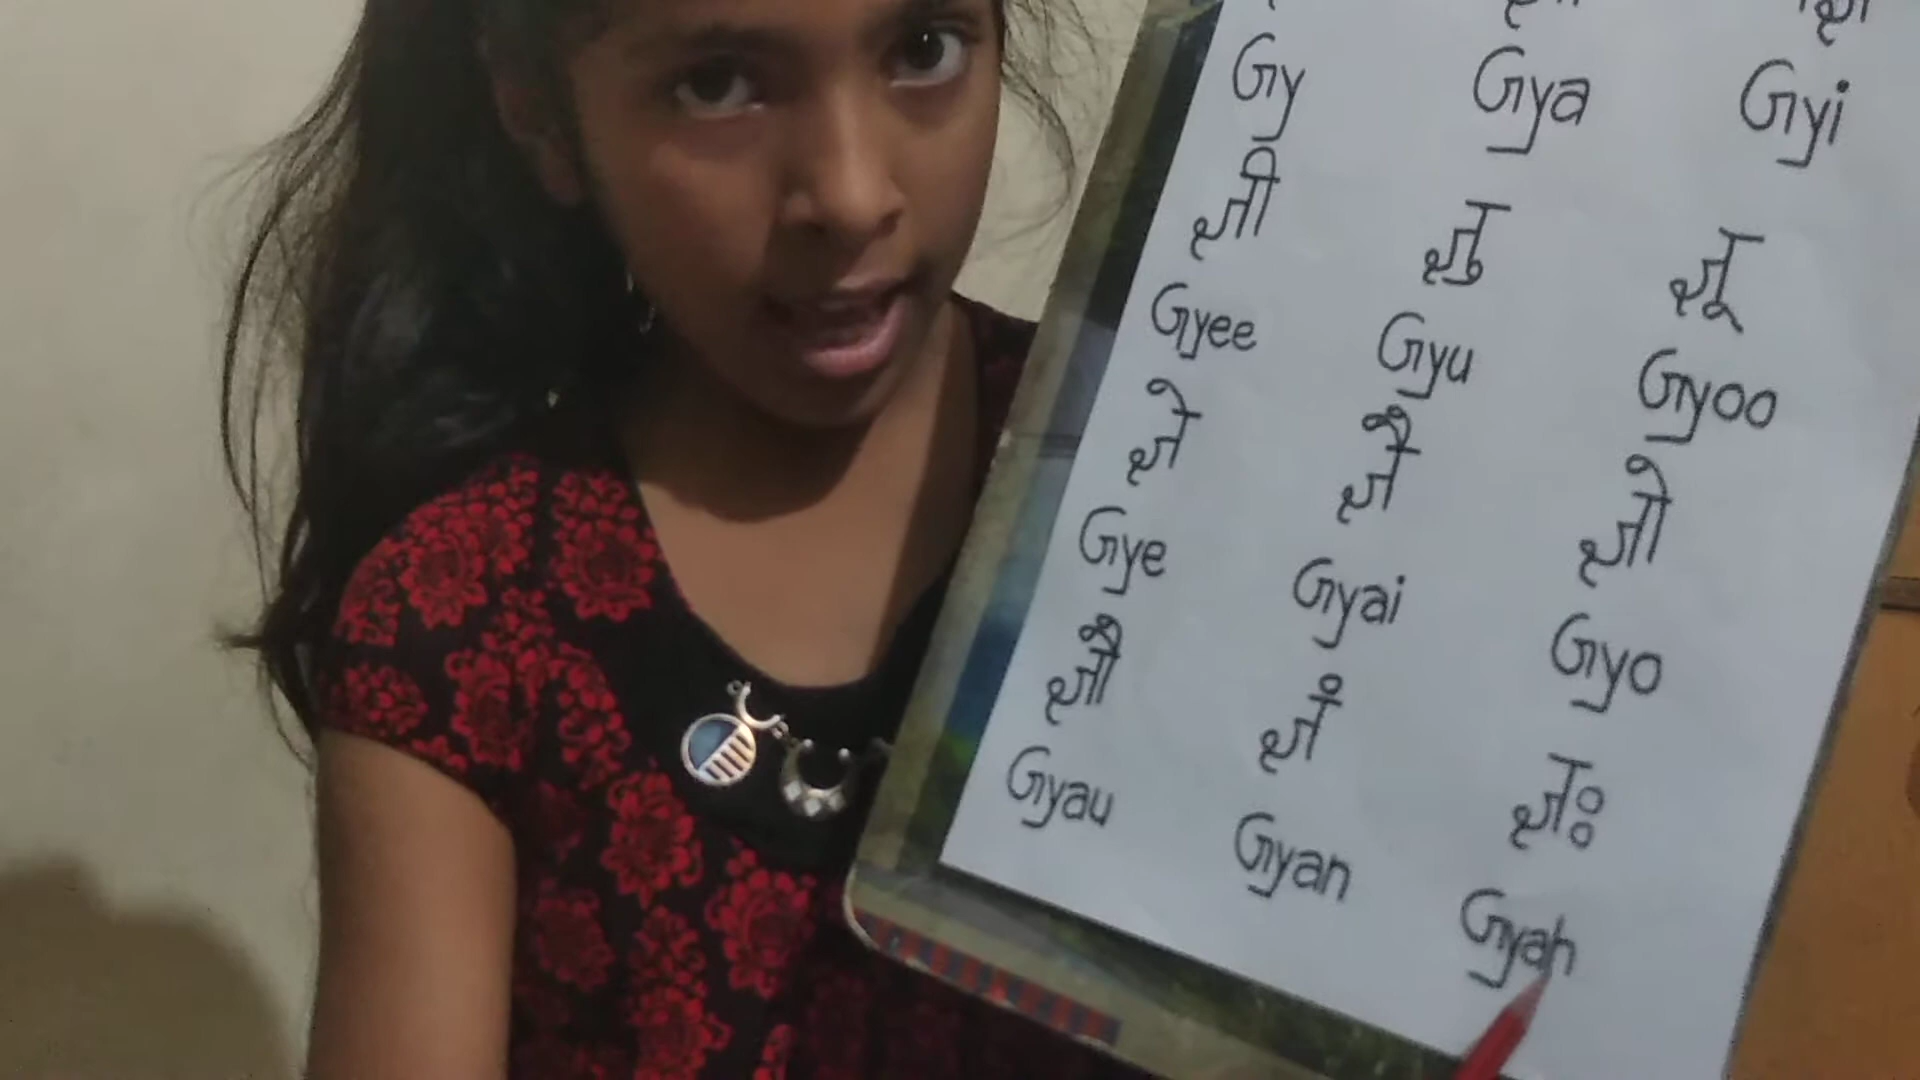 Gy Gya Gyi
ज्ञी ज्ञु ज्ञू
Gyee Gyu Gyoo
ज्ञे ज्ञै ज्ञो
Gye Gyai Gyo
ज्ञौ ज्ञं ज्ञः
Gyau Gyan Gyah